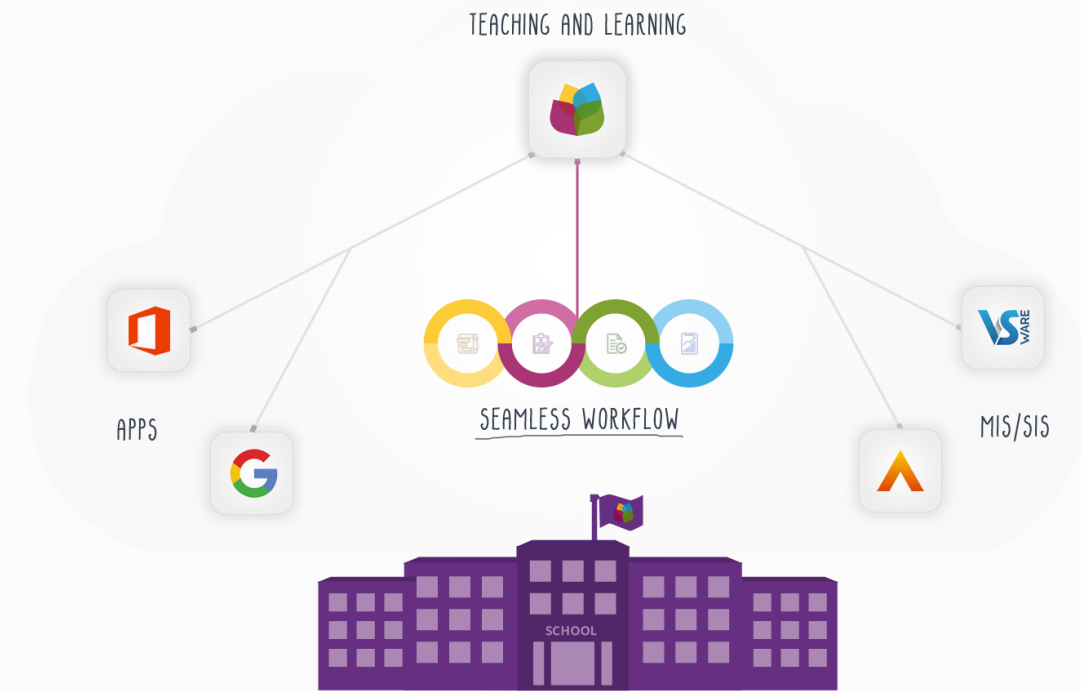 TEACHING AND LEARNING
VS
WARE
APPS
SEAMLESS WORKFLOW
MIS/SIS
SCHOOL